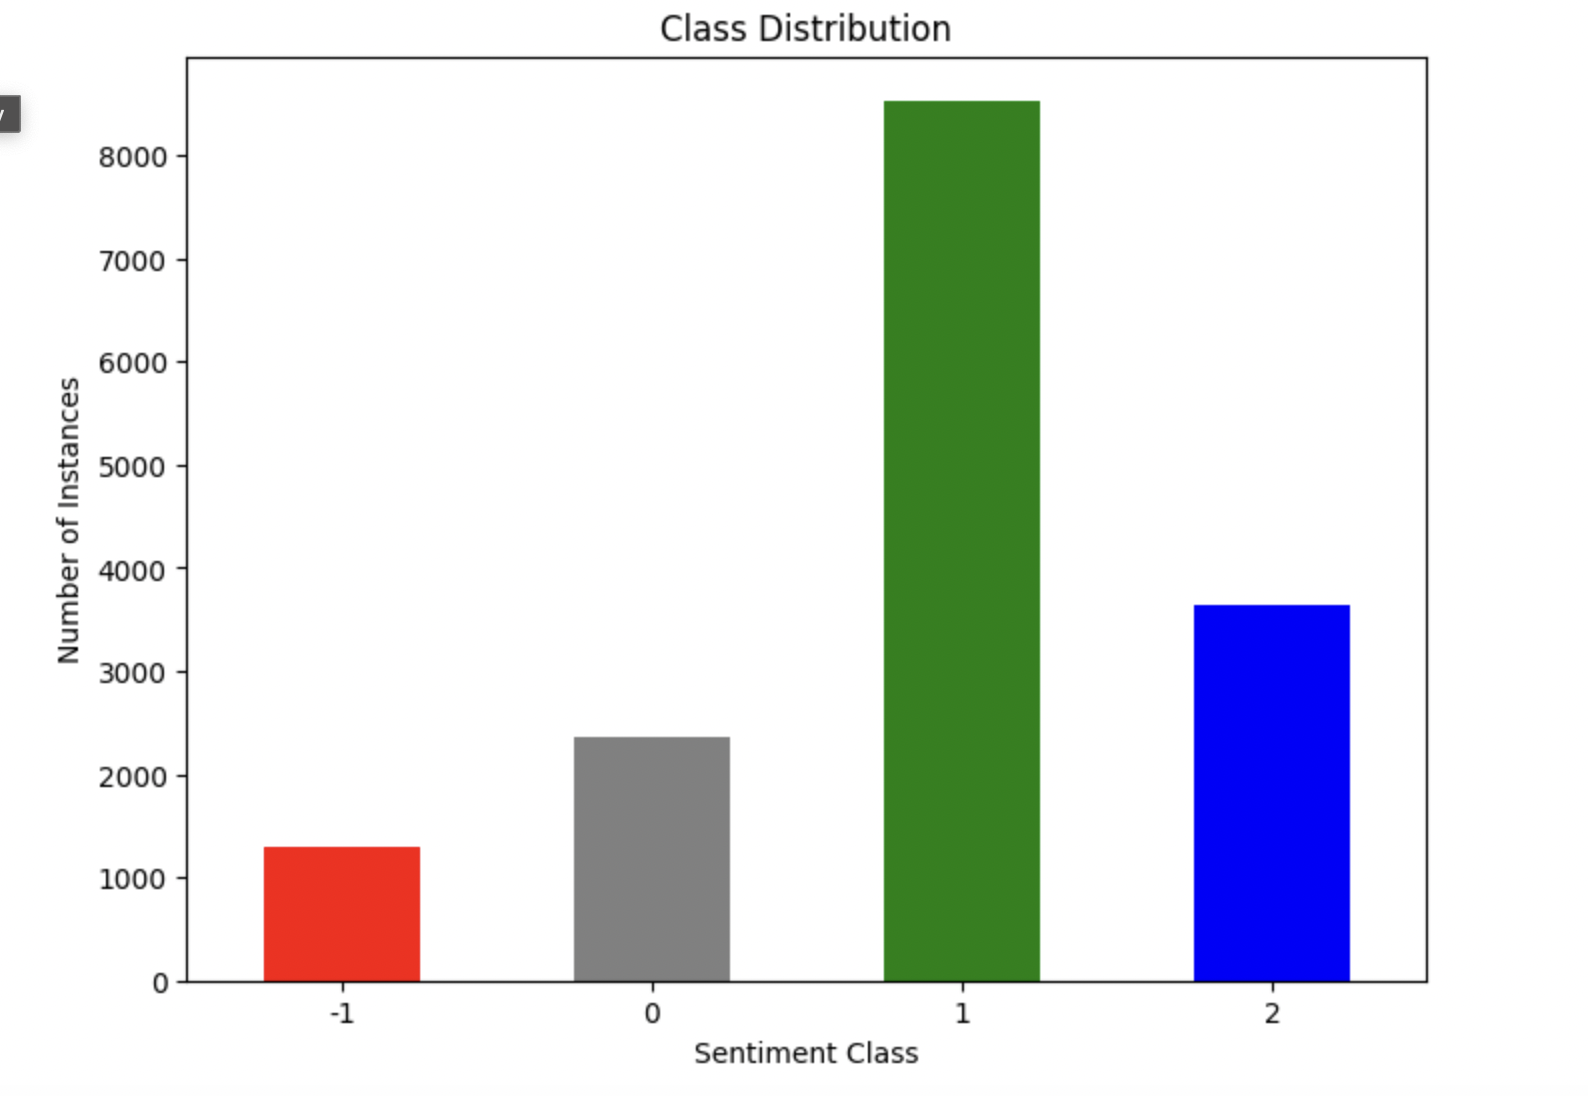 Class Distribution
y
8000
7000
6000
5000
4000
3000
2000
1000
0
Number of Instances
-1 0 1 2
Sentiment Class